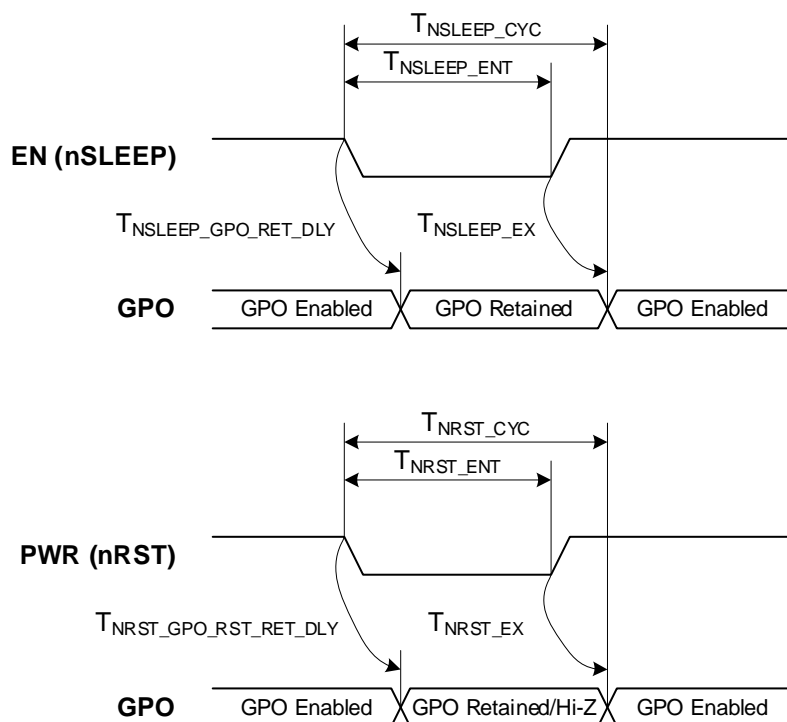 TNSLEEP_CYC
TNSLEEP_ENT
EN (nSLEEP)
TNSLEEP_GPO_RET_DLY TNSLEEP_EX
GPO GPO Enabled GPO Retained GPO Enabled
TNRST_CYC
TNRST_ENT
PWR (nRST)
TNRST_GPO_RST_RET_DLY TNRST_EX
GPO GPO Enabled GPO Retained/Hi-Z GPO Enabled